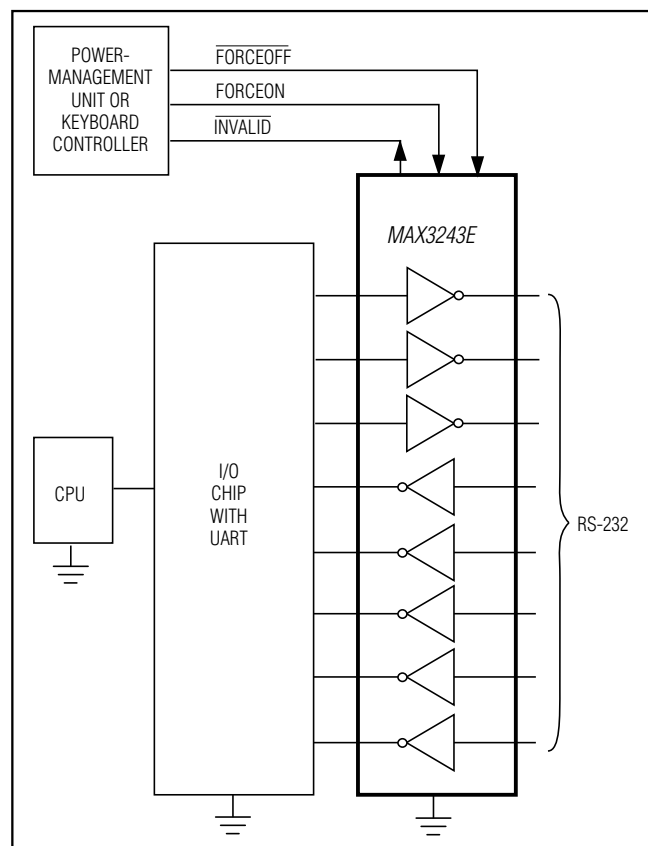 POWER-
MANAGEMENT
UNIT OR
KEYBOARD
CONTROLLER
FORCEOFF
FORCEON
INVALID
MAX3243E
CPU
I/O
CHIP
WITH
UART
RS-232